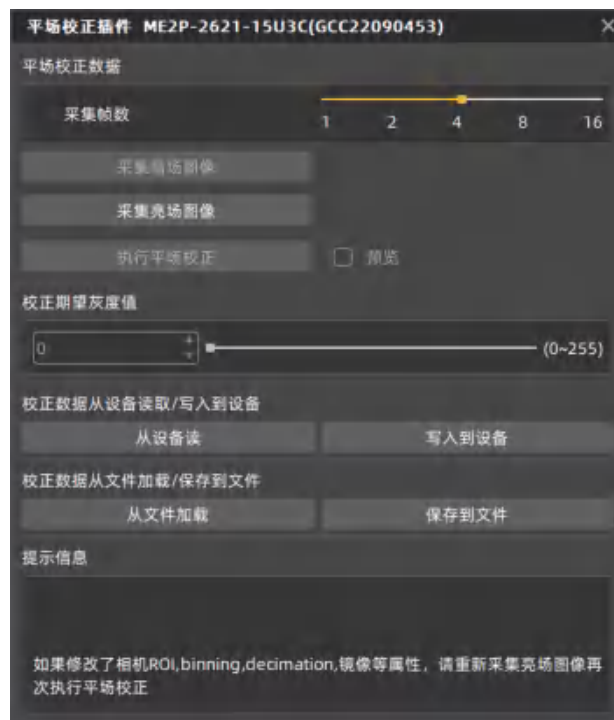 平场校正插件 ME2P-2621-15U3C(GCC22090453)
平场校正数据
采集帧数
1 2 4 8 16
采集暗场图像
采集亮场图像
执行平场校正 预览
校正期望灰度值
0 (0~255)
校正数据从设备读取/写入到设备
从设备读 写入到设备
校正数据从文件加载/保存到文件
从文件加载 保存到文件
提示信息
如果修改了相机ROI,binning,decimation,镜像等属性，请重新采集亮场图像再
次执行平场校正